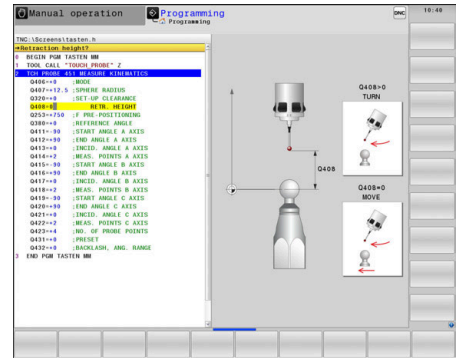 Manual operation
Programming
Programming
DNC
10:40
TNC:\Screens\tasten.h
→Retraction height?
0 BEGIN PGM TASTEN MM
1 TOOL CALL "TOUCH_PROBE" Z
2 TCH PROBE 451 MEASURE KINEMATICS
Q406=+0 ;MODE
Q407=+12.5 ;SPHERE RADIUS
Q320=+0 ;SET-UP CLEARANCE
Q408=0 RETR. HEIGHT
Q253=+750 ;F PRE-POSITIONING
Q380=+0 ;REFERENCE ANGLE
Q411=-90 ;START ANGLE A AXIS
Q412=+90 ;END ANGLE A AXIS
Q413=+0 ;INCID. ANGLE A AXIS
Q414=+2 ;MEAS. POINTS A AXIS
Q415=-90 ;START ANGLE B AXIS
Q416=+90 ;END ANGLE B AXIS
Q417=+0 ;INCID. ANGLE B AXIS
Q418=+2 ;MEAS. POINTS B AXIS
Q419=-90 ;START ANGLE C AXIS
Q420=+90 ;END ANGLE C AXIS
Q421=+0 ;INCID. ANGLE C AXIS
Q422=+2 ;MEAS. POINTS C AXIS
Q423=+4 ;NO. OF PROBE POINTS
Q431=+0 ;PRESET
Q432=+0 ;BACKLASH, ANG. RANGE
3 END PGM TASTEN MM
Q408
Q408>0
TURN
Q408=0
MOVE